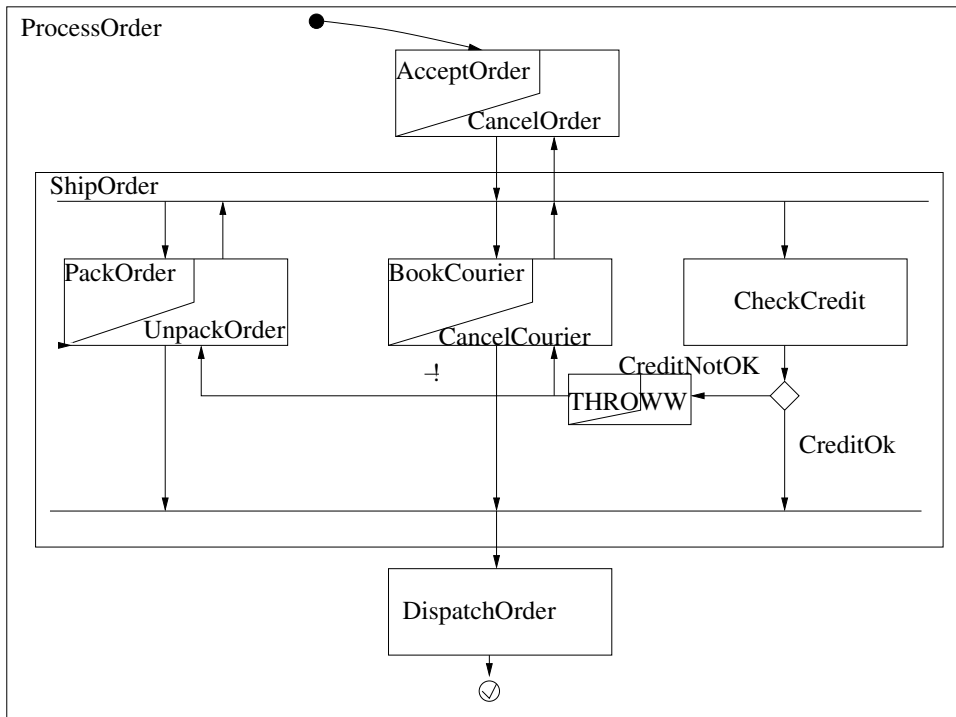 ProcessOrder
AcceptOrder
CancelOrder
ShipOrder
PackOrder
BookCourier
CheckCredit
UnpackOrder
CancelCourier
CreditNotOK
THROWW
CreditOk
DispatchOrder